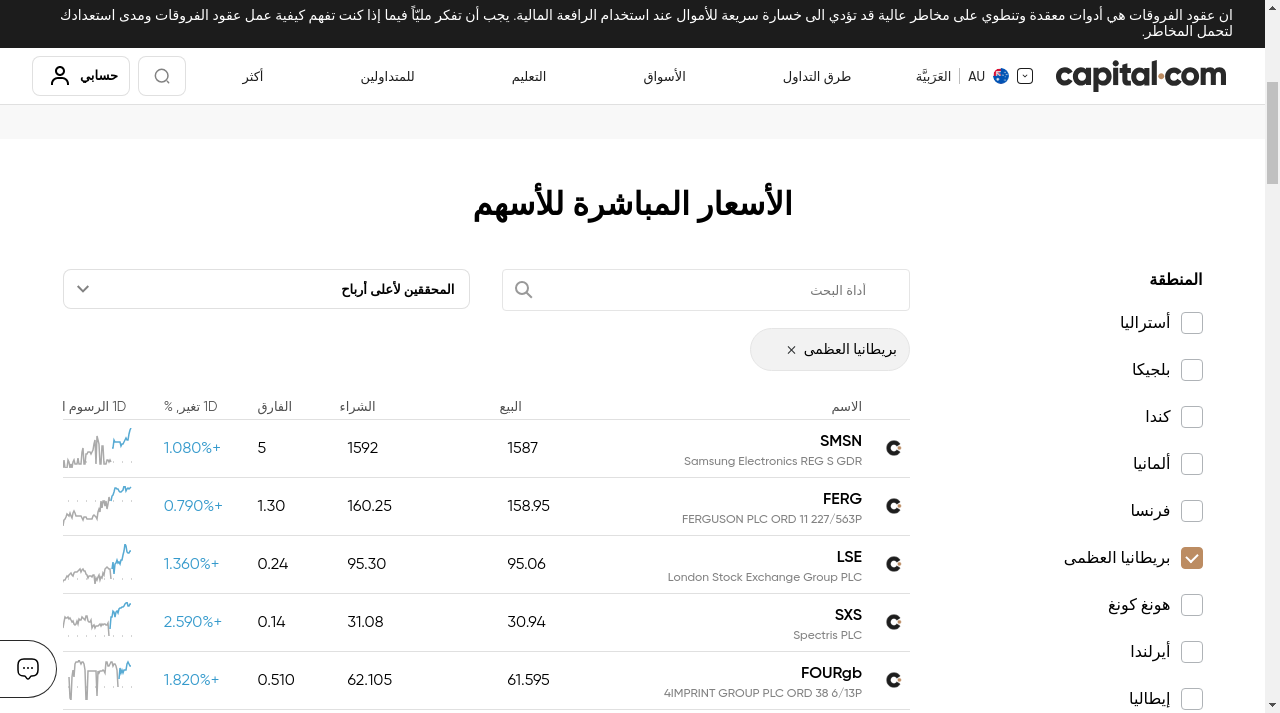 ان عقود الفروقات هي أدوات معقدة وتنطوي على مخاطر عالية قد تؤدي الى خسارة سريعة للأموال عند استخدام الرافعة المالية. يجب أن تفكر مليّاً فيما إذا كنت تفهم كيفية عمل عقود الفروقات ومدى استعدادك
لتحمل المخاطر.
capital.com AU العَرَبيَّة طرق التداول الأسواق التعليم للمتداولين أكثر حسابي
الأسعار المباشرة للأسهم
المنطقة
أستراليا
بلجيكا
كندا
ألمانيا
فرنسا
بريطانيا العظمى
هونغ كونغ
أيرلندا
إيطاليا
أداة البحث
المحققين لأعلى أرباح
بريطانيا العظمى ×
الاسم البيع الشراء الفارق 1D تغير, % 1D الرسوم ا
SMSN 1587 1592 5 1.080%+
Samsung Electronics REG S GDR
FERG 158.95 160.25 1.30 0.790%+
FERGUSON PLC ORD 11 227/563P
LSE 95.06 95.30 0.24 1.360%+
London Stock Exchange Group PLC
SXS 30.94 31.08 0.14 2.590%+
Spectris PLC
FOURgb 61.595 62.105 0.510 1.820%+
4IMPRINT GROUP PLC ORD 38 6/13P